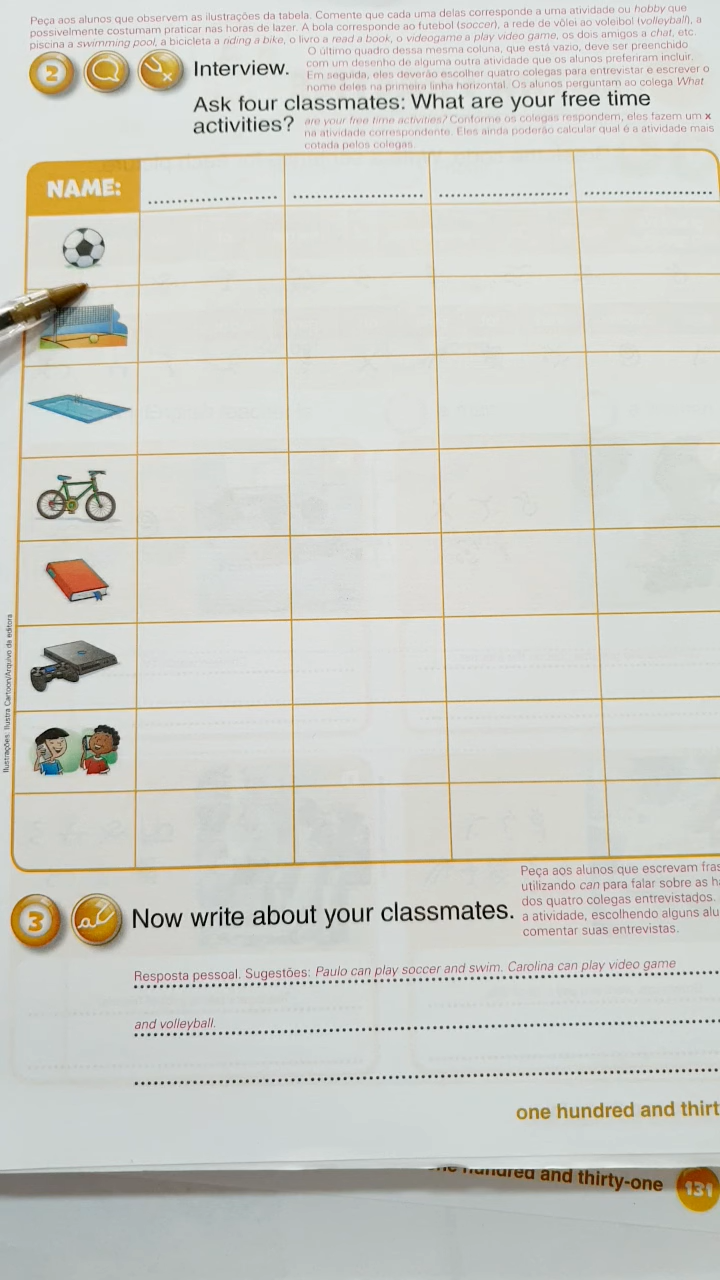 Peça aos alunos que observem as ilustrações da tabela. Comente que cada uma delas corresponde a uma atividade ou hobby que
possivelmente costumam praticar nas horas de lazer. A bola corresponde ao futebol (soccer), a rede de vôlei ao voleibol (volleyball), a
piscina a swimming pool, a bicicleta a riding a bike, o livro a read a book, o videogame a play video game, os dois amigos a chat, etc.
O último quadro dessa mesma coluna, que está vazio, deve ser preenchido
com um desenho de alguma outra atividade que os alunos preferiram incluir.
Em seguida, eles deverão escolher quatro colegas para entrevistar e escrever o
nome deles na primeira linha horizontal. Os alunos perguntam ao colega What
2 Interview.
Ask four classmates: What are your free time
activities?
are your free time activities? Conforme os colegas respondem, eles fazem um x
na atividade correspondente. Eles ainda poderão calcular qual é a atividade mais
cotada pelos colegas.
NAME:
Ilustrações: Ilustra Cartoon/Arquivo da editora
Peça aos alunos que escrevam fras
utilizando can para falar sobre as h
dos quatro colegas entrevistados.
a atividade, escolhendo alguns alu
comentar suas entrevistas.
3 Now write about your classmates.
Resposta pessoal. Sugestões: Paulo can play soccer and swim. Carolina can play video game
and volleyball.
one hundred and thirt
hundred and thirty-one 131